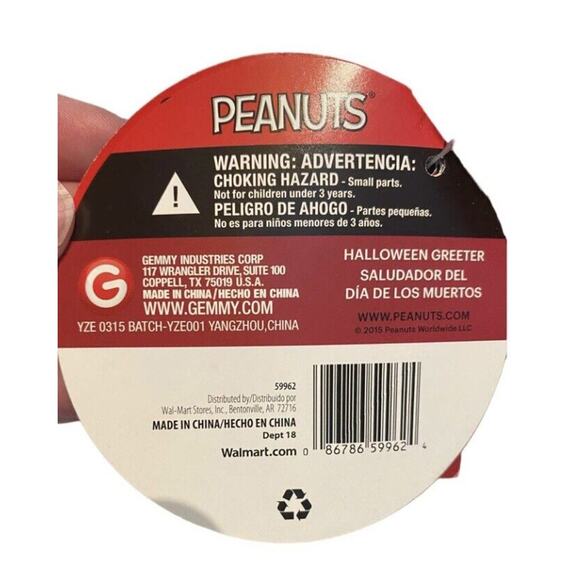 PEANUTS®
WARNING: ADVERTENCIA:
CHOKING HAZARD - Small parts.
Not for children under 3 years.
PELIGRO DE AHOGO - Partes pequeñas.
No es para niños menores de 3 años.
G
GEMMY INDUSTRIES CORP
117 WRANGLER DRIVE, SUITE 100
COPPELL, TX 75019 U.S.A.
MADE IN CHINA/HECHO EN CHINA
WWW.GEMMY.COM
YZE 0315 BATCH-YZE001 YANGZHOU,CHINA
HALLOWEEN GREETER
SALUDADOR DEL
DÍA DE LOS MUERTOS
WWW.PEANUTS.COM
© 2015 Peanuts Worldwide LLC
59962
Distributed by/Distribuido por
Wal-Mart Stores, Inc., Bentonville, AR 72716
MADE IN CHINA/HECHO EN CHINA
Dept 18
Walmart.com
0 86786 59962 4